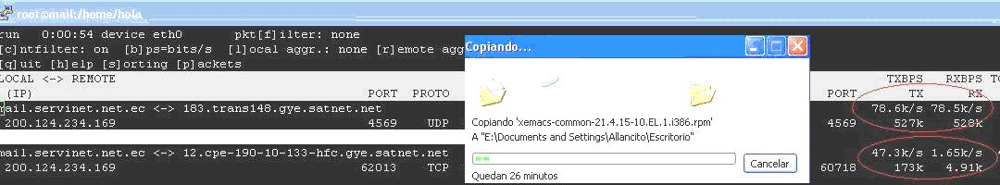 root@mail:/home/hola
run 0:00:54 device eth0 pkt[f]ilter: none
[c]ntfilter: on [b]ps=bits/s [l]ocal aggr.: none [r]emote agg
[q]uit [h]elp [s]orting [p]ackets
LOCAL <-> REMOTE TXBPS RXBPS TO
(IP) PORT PROTO PORT TX RX
mail.servinet.net.ec <-> 183.trans148.gye.satnet.net 78.6k/s 78.5k/s
200.124.234.169 4569 UDP 4569 527k 528k
mail.servinet.net.ec <-> 12.cpe-190-10-133-hfc.gye.satnet.net 47.3k/s 1.65k/s
200.124.234.169 62013 TCP 60718 173k 4.91k
Copiando...
Copiando 'xemacs-common-21.4.15-10.EL.1.i386.rpm'
A "E:\Documents and Settings\Allancito\Escritorio"
Cancelar
Quedan 26 minutos